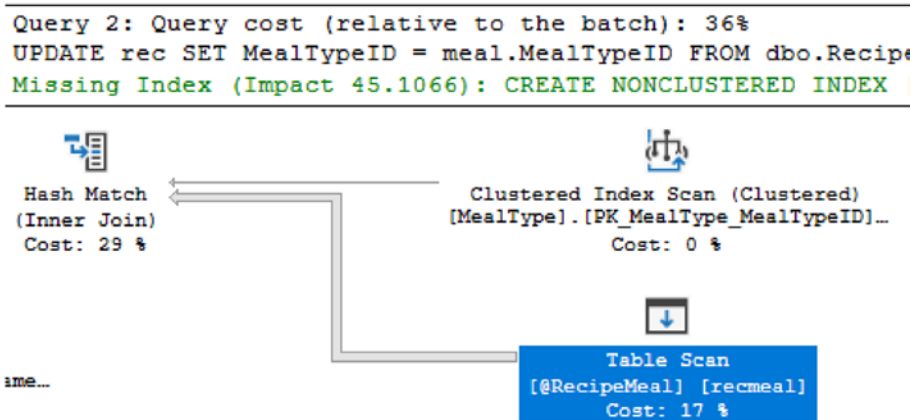 Query 2: Query cost (relative to the batch): 36%
UPDATE rec SET MealTypeID = meal.MealTypeID FROM dbo.Recipe
Missing Index (Impact 45.1066): CREATE NONCLUSTERED INDEX
Hash Match
(Inner Join)
Cost: 29 %
Clustered Index Scan (Clustered)
[MealType].[PK_MealType_MealTypeID]…
Cost: 0 %
Table Scan
[@RecipeMeal] [recmeal]
Cost: 17 %
ame…